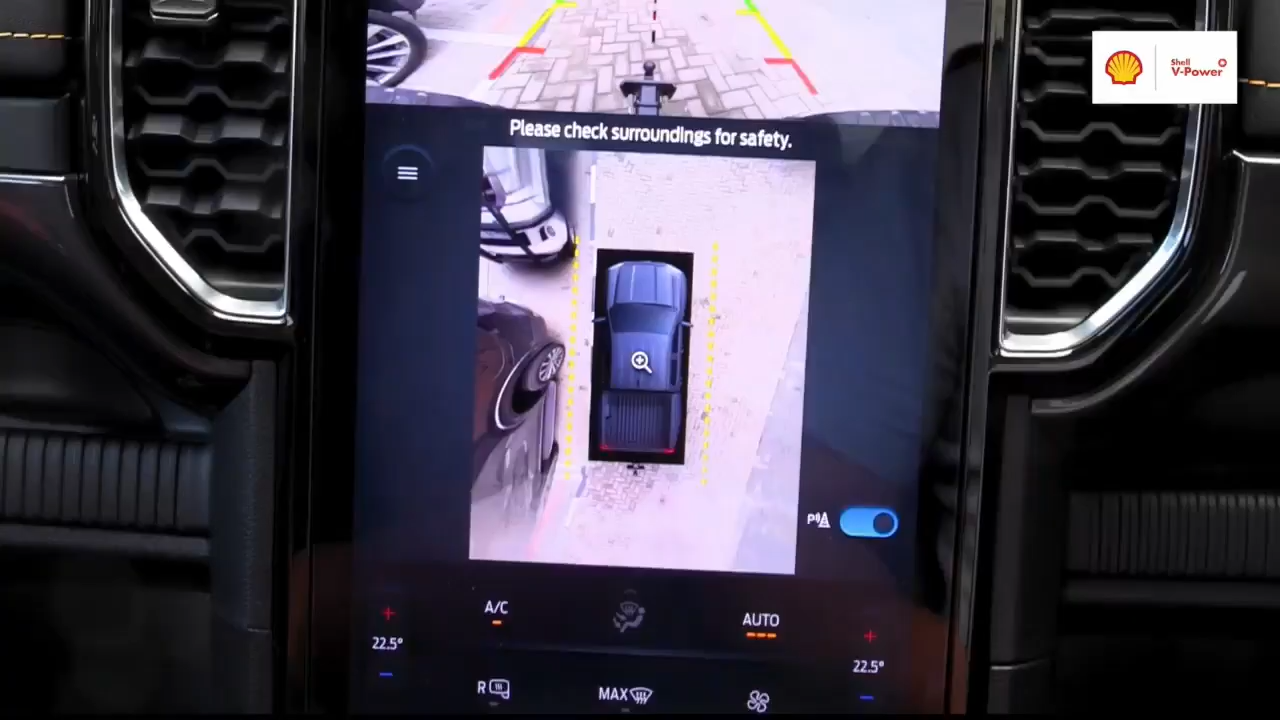 Shell
V-Power
Please check surroundings for safety.
P
A/C
AUTO
22.5°
22.5°
R
MAX